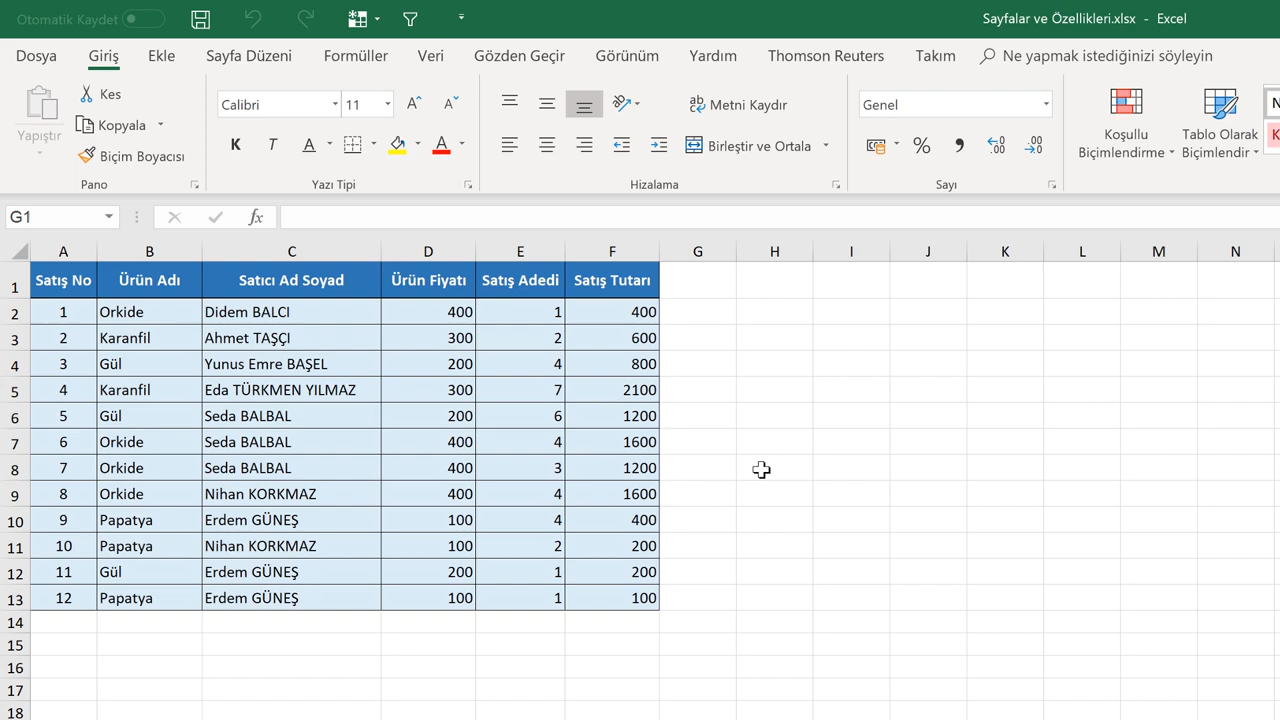 Otomatik Kaydet
Sayfalar ve Özellikleri.xlsx - Excel
Dosya Giriş Ekle Sayfa Düzeni Formüller Veri Gözden Geçir Görünüm Yardım Thomson Reuters Takım Ne yapmak istediğinizi söyleyin
Yapıştır
Kes
Kopyala
Biçim Boyacısı
Pano
Calibri 11
K T A A
Yazı Tipi
Metni Kaydır
Birleştir ve Ortala
Hizalama
Genel
Sayı
Koşullu
Biçimlendirme
Tablo Olarak
Biçimlendir
N
K
G1 fx
A B C D E F G H I J K L M N
1 Satış No Ürün Adı Satıcı Ad Soyad Ürün Fiyatı Satış Adedi Satış Tutarı
2 1 Orkide Didem BALCI 400 1 400
3 2 Karanfil Ahmet TAŞÇI 300 2 600
4 3 Gül Yunus Emre BAŞEL 200 4 800
5 4 Karanfil Eda TÜRKMEN YILMAZ 300 7 2100
6 5 Gül Seda BALBAL 200 6 1200
7 6 Orkide Seda BALBAL 400 4 1600
8 7 Orkide Seda BALBAL 400 3 1200
9 8 Orkide Nihan KORKMAZ 400 4 1600
10 9 Papatya Erdem GÜNEŞ 100 4 400
11 10 Papatya Nihan KORKMAZ 100 2 200
12 11 Gül Erdem GÜNEŞ 200 1 200
13 12 Papatya Erdem GÜNEŞ 100 1 100
14
15
16
17
18